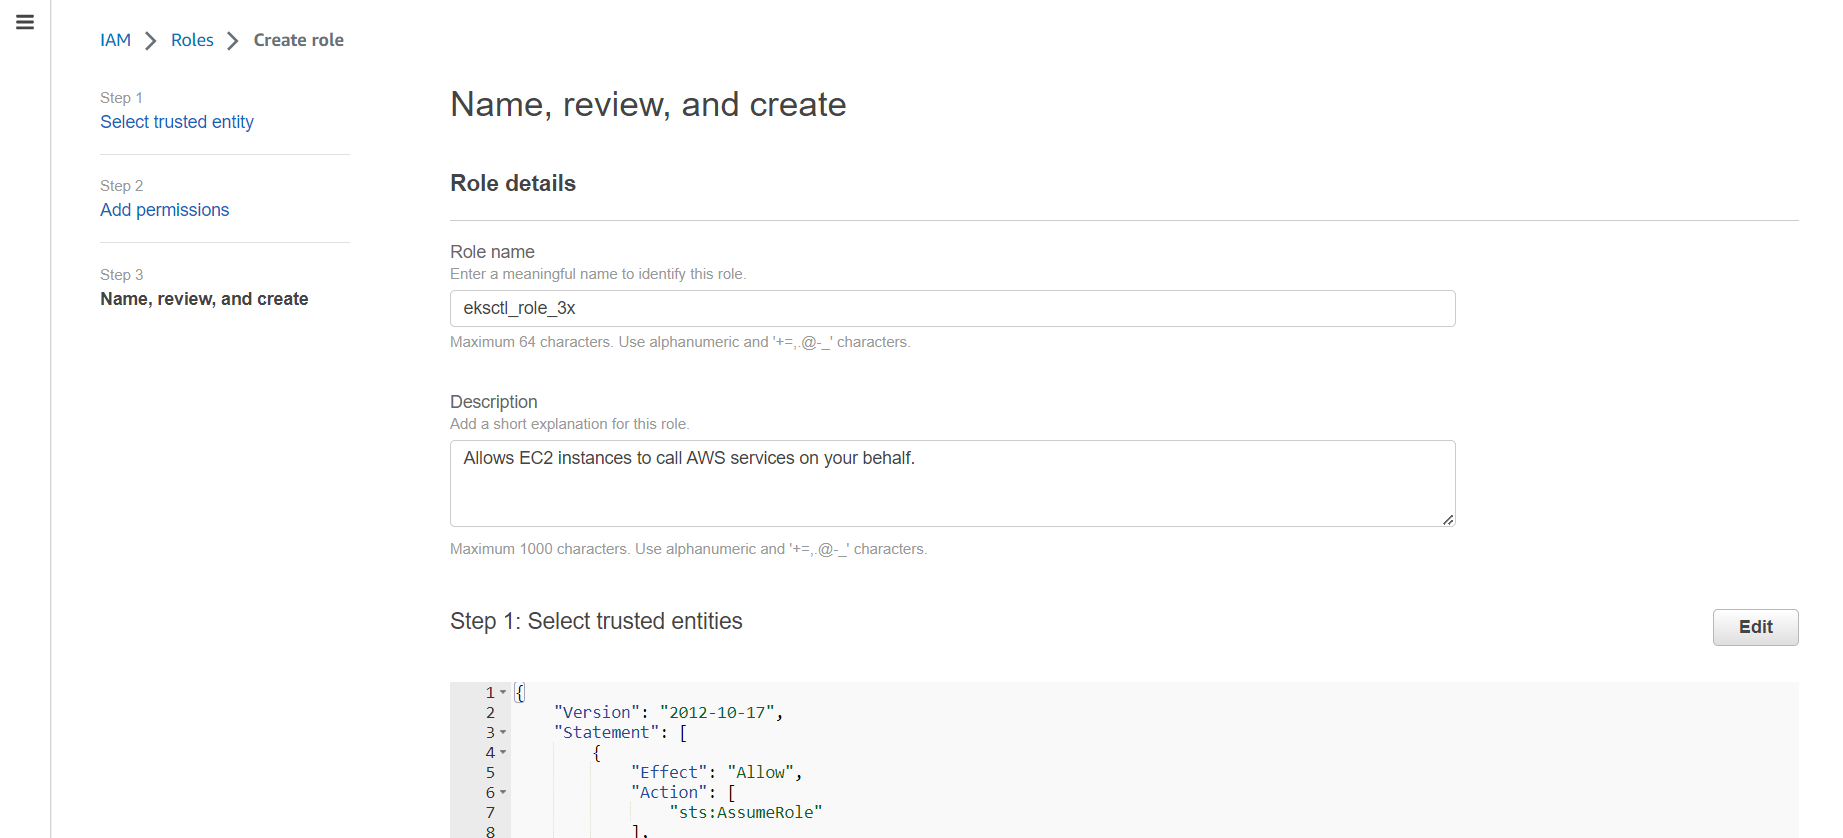 IAM > Roles > Create role
Step 1
Select trusted entity
Step 2
Add permissions
Step 3
Name, review, and create
Name, review, and create
Role details
Role name
Enter a meaningful name to identify this role.
eksctl_role_3x
Maximum 64 characters. Use alphanumeric and '+=,.@-_' characters.
Description
Add a short explanation for this role.
Allows EC2 instances to call AWS services on your behalf.
Maximum 1000 characters. Use alphanumeric and '+=,.@-_' characters.
Step 1: Select trusted entities
Edit
1 {
2 "Version": "2012-10-17",
3 "Statement": [
4 {
5 "Effect": "Allow",
6 "Action": [
7 "sts:AssumeRole"
8 ],